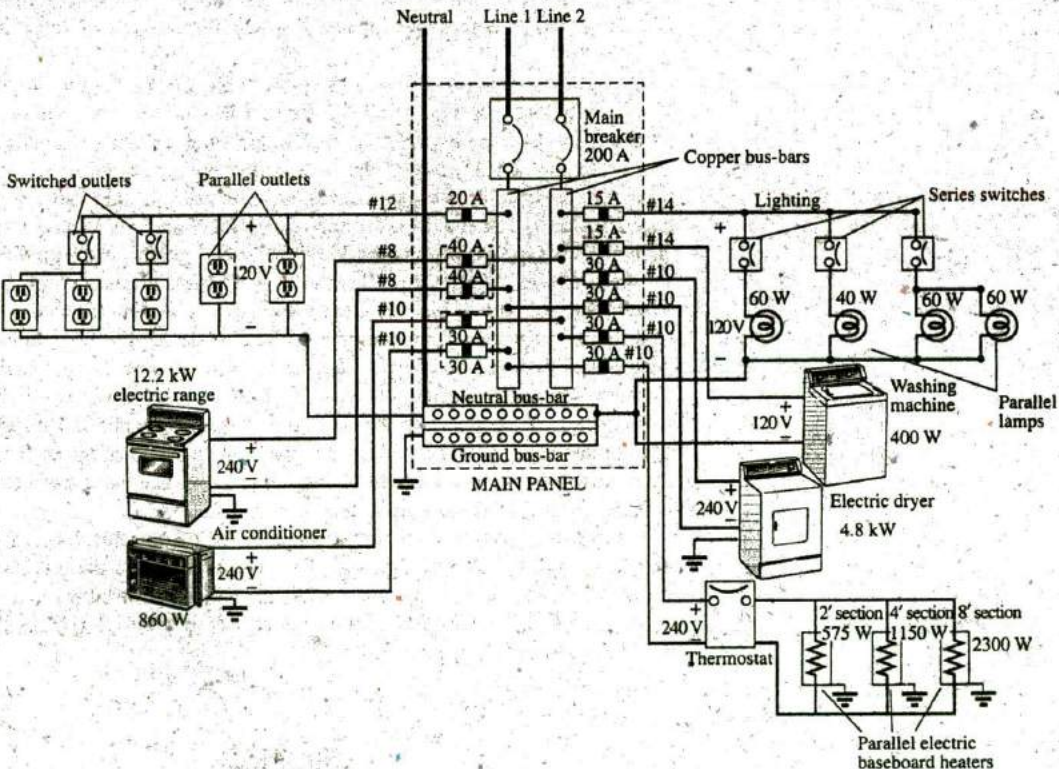 Neutral
Line 1 Line 2
Main
breaker
200 A
Copper bus-bars
Switched outlets
Parallel outlets
#12
20 A
15 A
#14
Lighting
Series switches
+
120 V
−
#8
40 A
15 A
#14
#8
40 A
30 A
#10
#10
30 A
#10
#10
30 A
30 A
30 A
#10
30 A
#10
+
120 V
−
60 W
40 W
60 W
60 W
Neutral bus-bar
Ground bus-bar
MAIN PANEL
12.2 kW
electric range
240 V
−
Air conditioner
+
240 V
−
860 W
+
120 V
−
Washing
machine
400 W
Parallel
lamps
+
240 V
−
Electric dryer
4.8 kW
+
240 V
−
Thermostat
2' section
575 W
4' section
1150 W
8' section
2300 W
Parallel electric
baseboard heaters